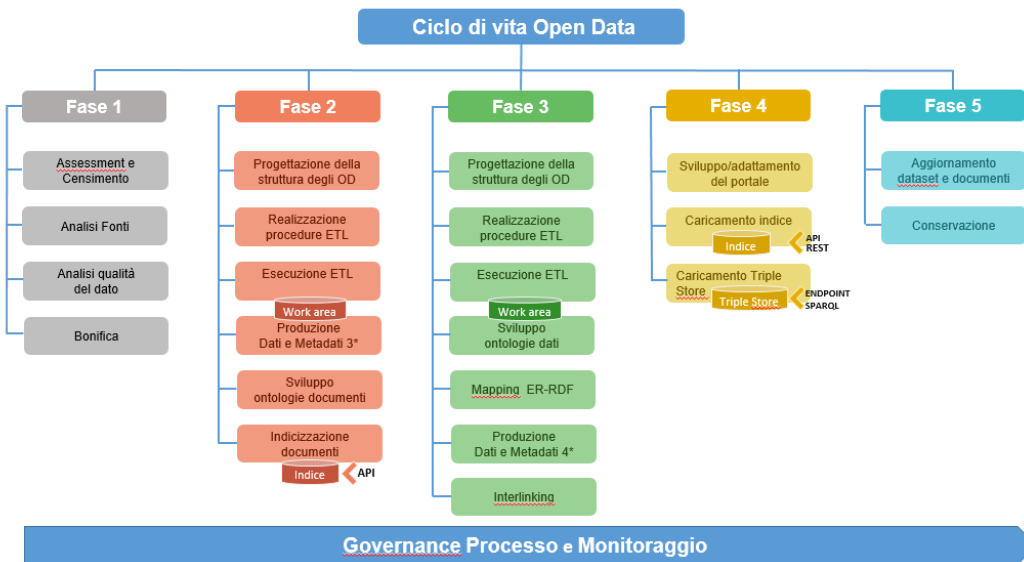 Ciclo di vita Open Data
Fase 1
Assessment e
Censimento
Analisi Fonti
Analisi qualità
del dato
Bonifica
Fase 2
Progettazione della
struttura degli OD
Realizzazione
procedure ETL
Esecuzione ETL
Work area
Produzione
Dati e Metadati 3*
Sviluppo
ontologie documenti
Indicizzazione
documenti
Indice
API
Fase 3
Progettazione della
struttura degli OD
Realizzazione
procedure ETL
Esecuzione ETL
Work area
Sviluppo
ontologie dati
Mapping ER-RDF
Produzione
Dati e Metadati 4*
Interlinking
Fase 4
Sviluppo/adattamento
del portale
Caricamento indice
Indice
API
REST
Caricamento Triple
Store
Triple Store
ENDPOINT
SPARQL
Fase 5
Aggiornamento
dataset e documenti
Conservazione
Governance Processo e Monitoraggio